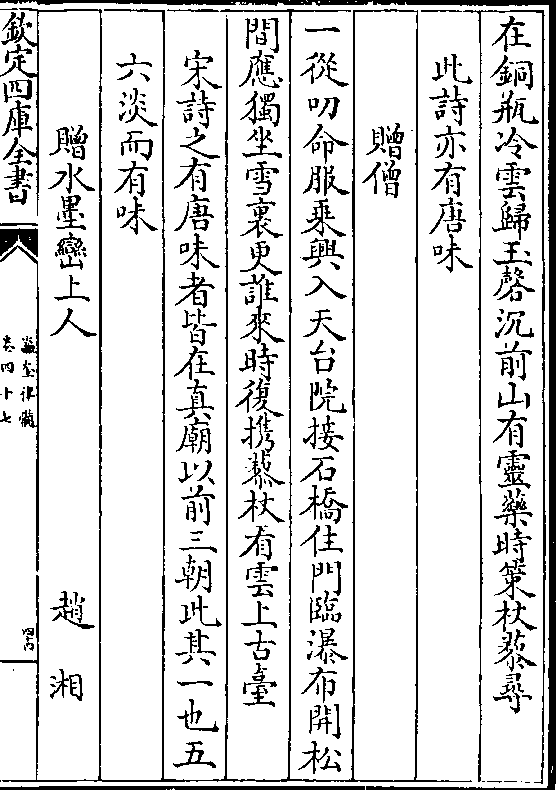 在銅瓶冷雲歸玉磬沉前山有靈藥時策杖藜尋
此詩亦有唐味
贈僧
一從叨命服乘興入天台院接石橋住門臨瀑布開松
間應獨坐雪裏更誰來時復携藜杖看雲上古臺
宋詩之有唐味者皆在真廟以前三朝此其一也五
六淡而有味
贈水墨巒上人 趙湘
欽定四庫全書
瀛奎律髓
卷四十七
四六